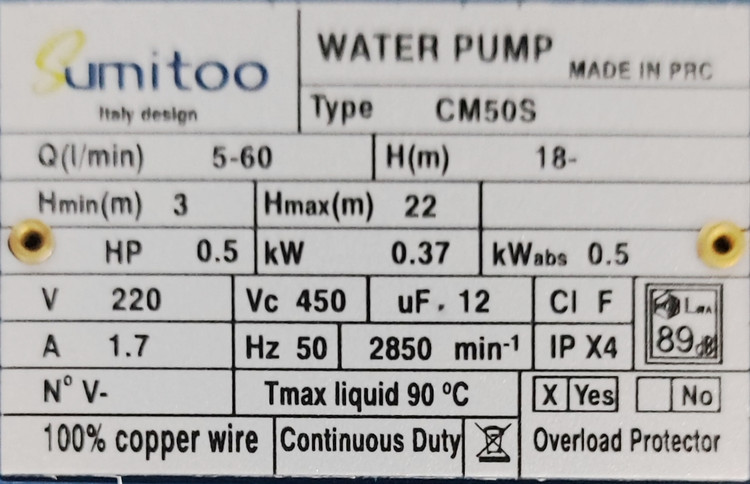 Sumitoo
Italy design
WATER PUMP
MADE IN PRC
Type CM50S
Q(l/min) 5-60 H(m) 18-
Hmin(m) 3 Hmax(m) 22
HP 0.5 kW 0.37 kWabs 0.5
V 220 Vc 450 uF. 12 Cl F
LWA
89dB
A 1.7 Hz 50 2850 min-1 IP X4
N° V- Tmax liquid 90 ºC X Yes No
100% copper wire Continuous Duty Overload Protector